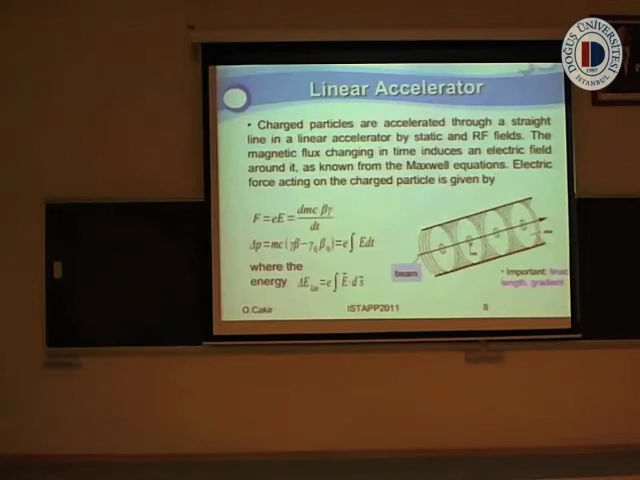 DOĞUŞ ÜNİVERSİTESİ
1997
İSTANBUL
Linear Accelerator
• Charged particles are accelerated through a straight
line in a linear accelerator by static and RF fields. The
magnetic flux changing in time induces an electric field
around it, as known from the Maxwell equations. Electric
force acting on the charged particle is given by
F=eE= dmc βγ / dt
Δp=mc(γβ−γ₀β₀)=e∫ Edt
where the
energy ΔE_lin=e∫ E·ds
beam
• Important: linac
length, gradient
O.Cakir
ISTAPP2011
8